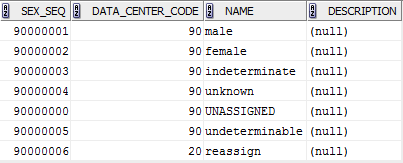 SEX_SEQ DATA_CENTER_CODE NAME DESCRIPTION
90000001 90 male (null)
90000002 90 female (null)
90000003 90 indeterminate (null)
90000004 90 unknown (null)
90000000 90 UNASSIGNED (null)
90000005 90 undeterminable (null)
90000006 20 reassign (null)